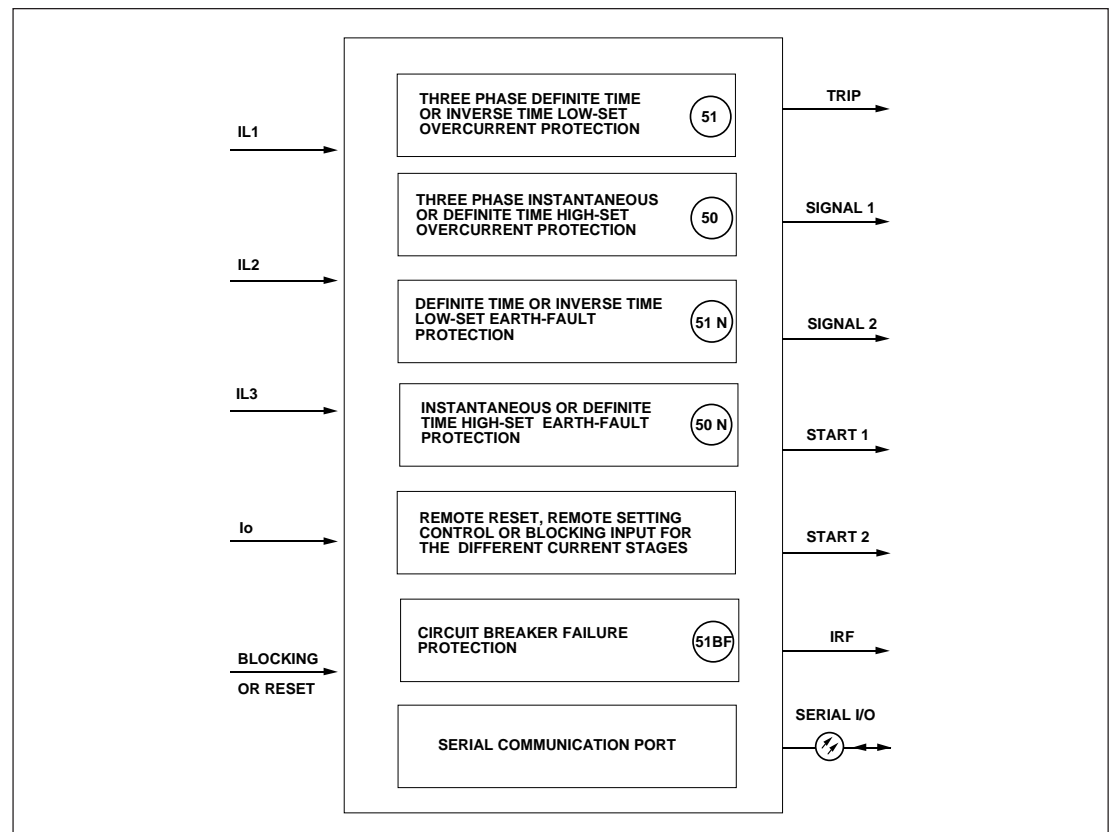 IL1
IL2
IL3
Io
BLOCKING
OR RESET
THREE PHASE DEFINITE TIME
OR INVERSE TIME LOW-SET
OVERCURRENT PROTECTION
51
THREE PHASE INSTANTANEOUS
OR DEFINITE TIME HIGH-SET
OVERCURRENT PROTECTION
50
DEFINITE TIME OR INVERSE TIME
LOW-SET EARTH-FAULT
PROTECTION
51 N
INSTANTANEOUS OR DEFINITE
TIME HIGH-SET EARTH-FAULT
PROTECTION
50 N
REMOTE RESET, REMOTE SETTING
CONTROL OR BLOCKING INPUT FOR
THE DIFFERENT CURRENT STAGES
CIRCUIT BREAKER FAILURE
PROTECTION
51BF
SERIAL COMMUNICATION PORT
TRIP
SIGNAL 1
SIGNAL 2
START 1
START 2
IRF
SERIAL I/O